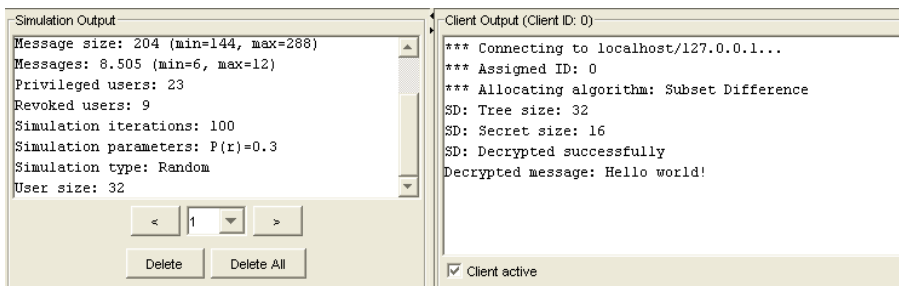 Simulation Output
Message size: 204 (min=144, max=288)
Messages: 8.505 (min=6, max=12)
Privileged users: 23
Revoked users: 9
Simulation iterations: 100
Simulation parameters: P(r)=0.3
Simulation type: Random
User size: 32
< 1 >
Delete Delete All
Client Output (Client ID: 0)
*** Connecting to localhost/127.0.0.1...
*** Assigned ID: 0
*** Allocating algorithm: Subset Difference
SD: Tree size: 32
SD: Secret size: 16
SD: Decrypted successfully
Decrypted message: Hello world!
Client active